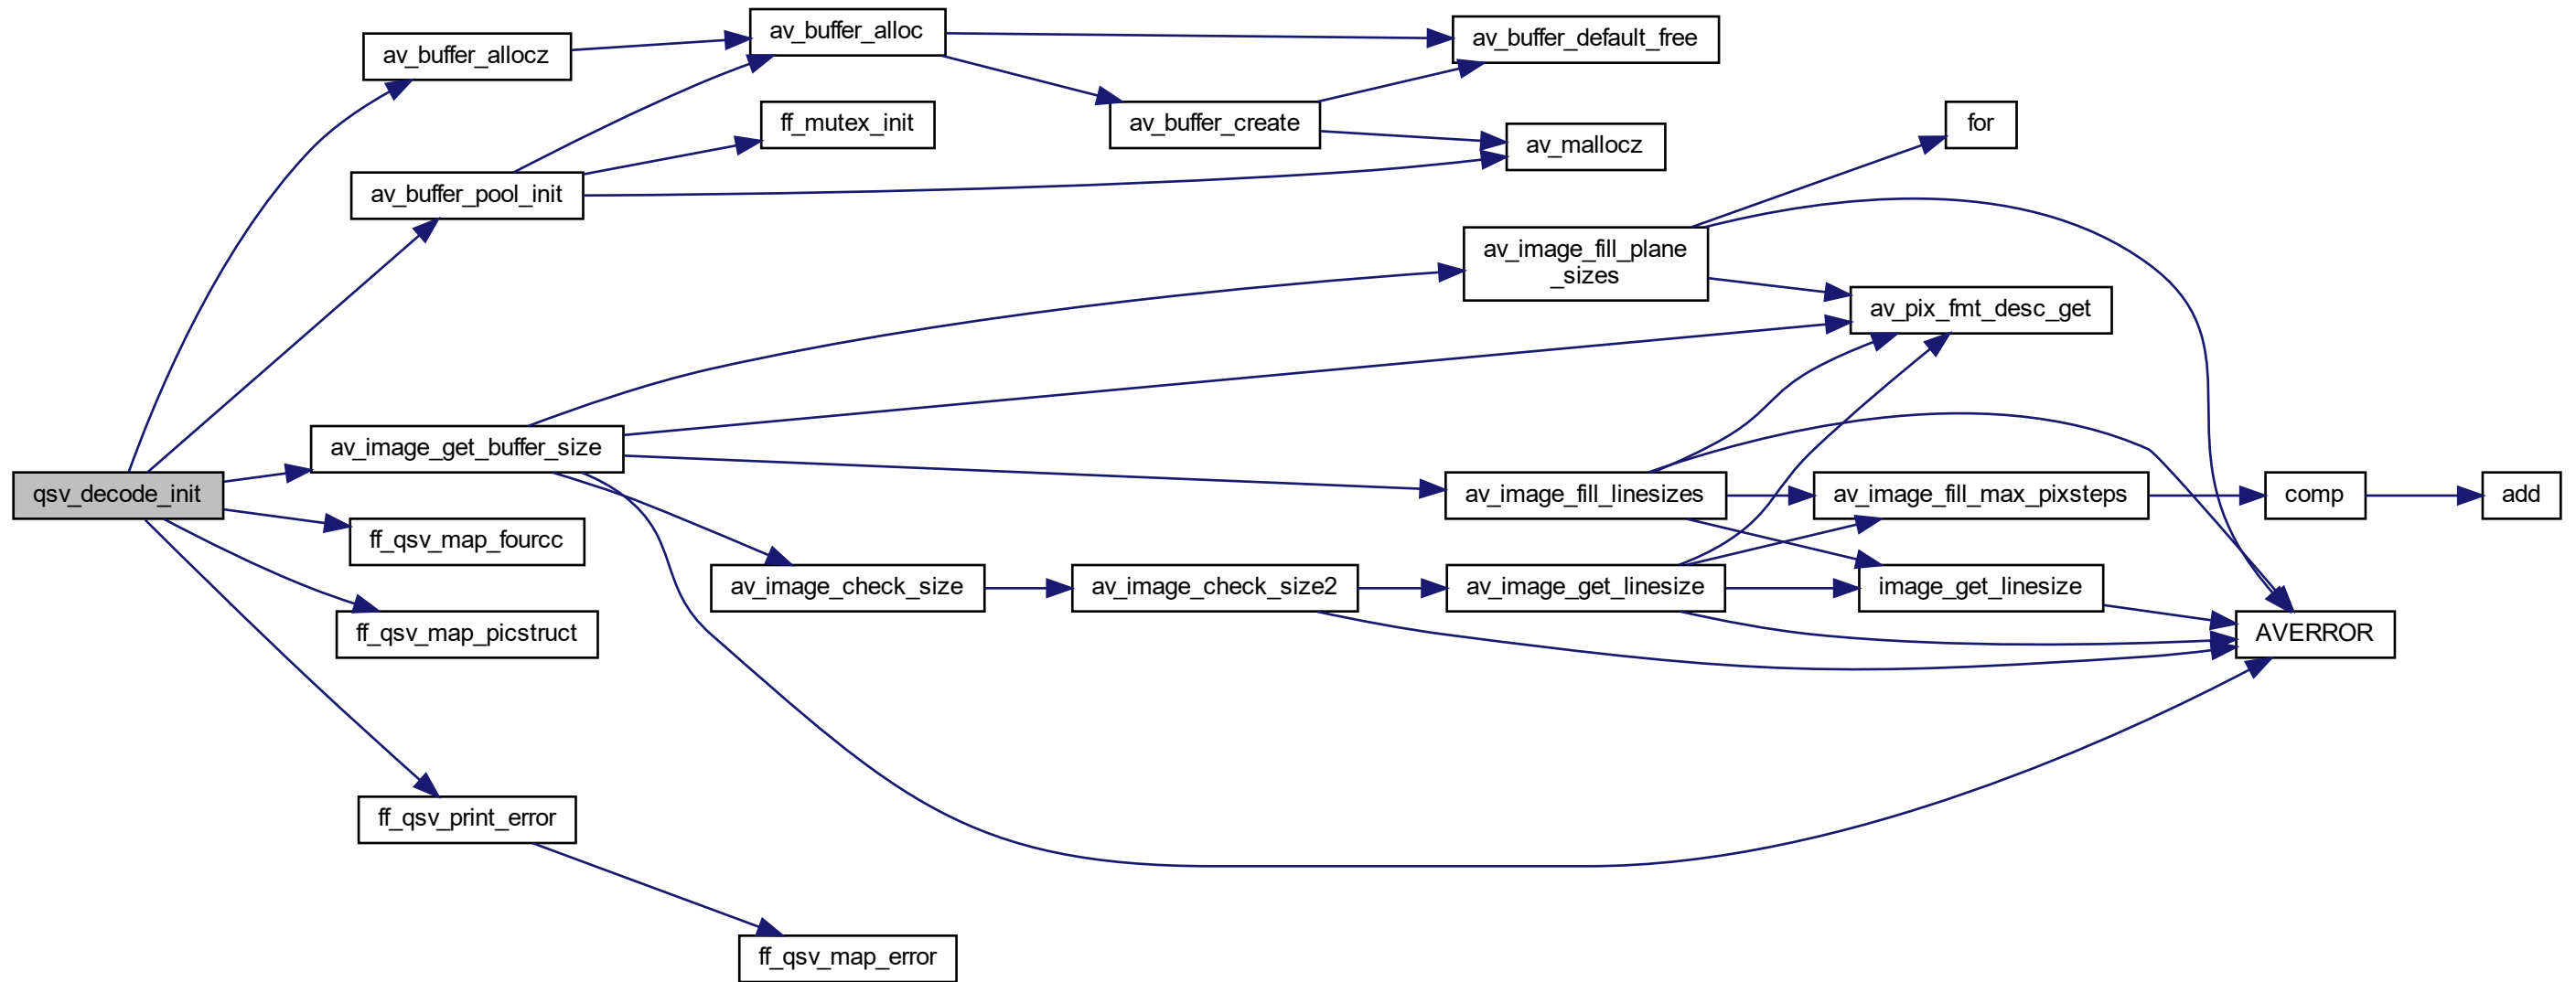 av_buffer_alloc
av_buffer_default_free
av_buffer_allocz
ff_mutex_init
av_buffer_create
for
av_mallocz
av_buffer_pool_init
av_image_fill_plane
_sizes
av_pix_fmt_desc_get
av_image_get_buffer_size
qsv_decode_init
av_image_fill_linesizes
av_image_fill_max_pixsteps
comp
add
ff_qsv_map_fourcc
av_image_check_size
av_image_check_size2
av_image_get_linesize
image_get_linesize
ff_qsv_map_picstruct
AVERROR
ff_qsv_print_error
ff_qsv_map_error